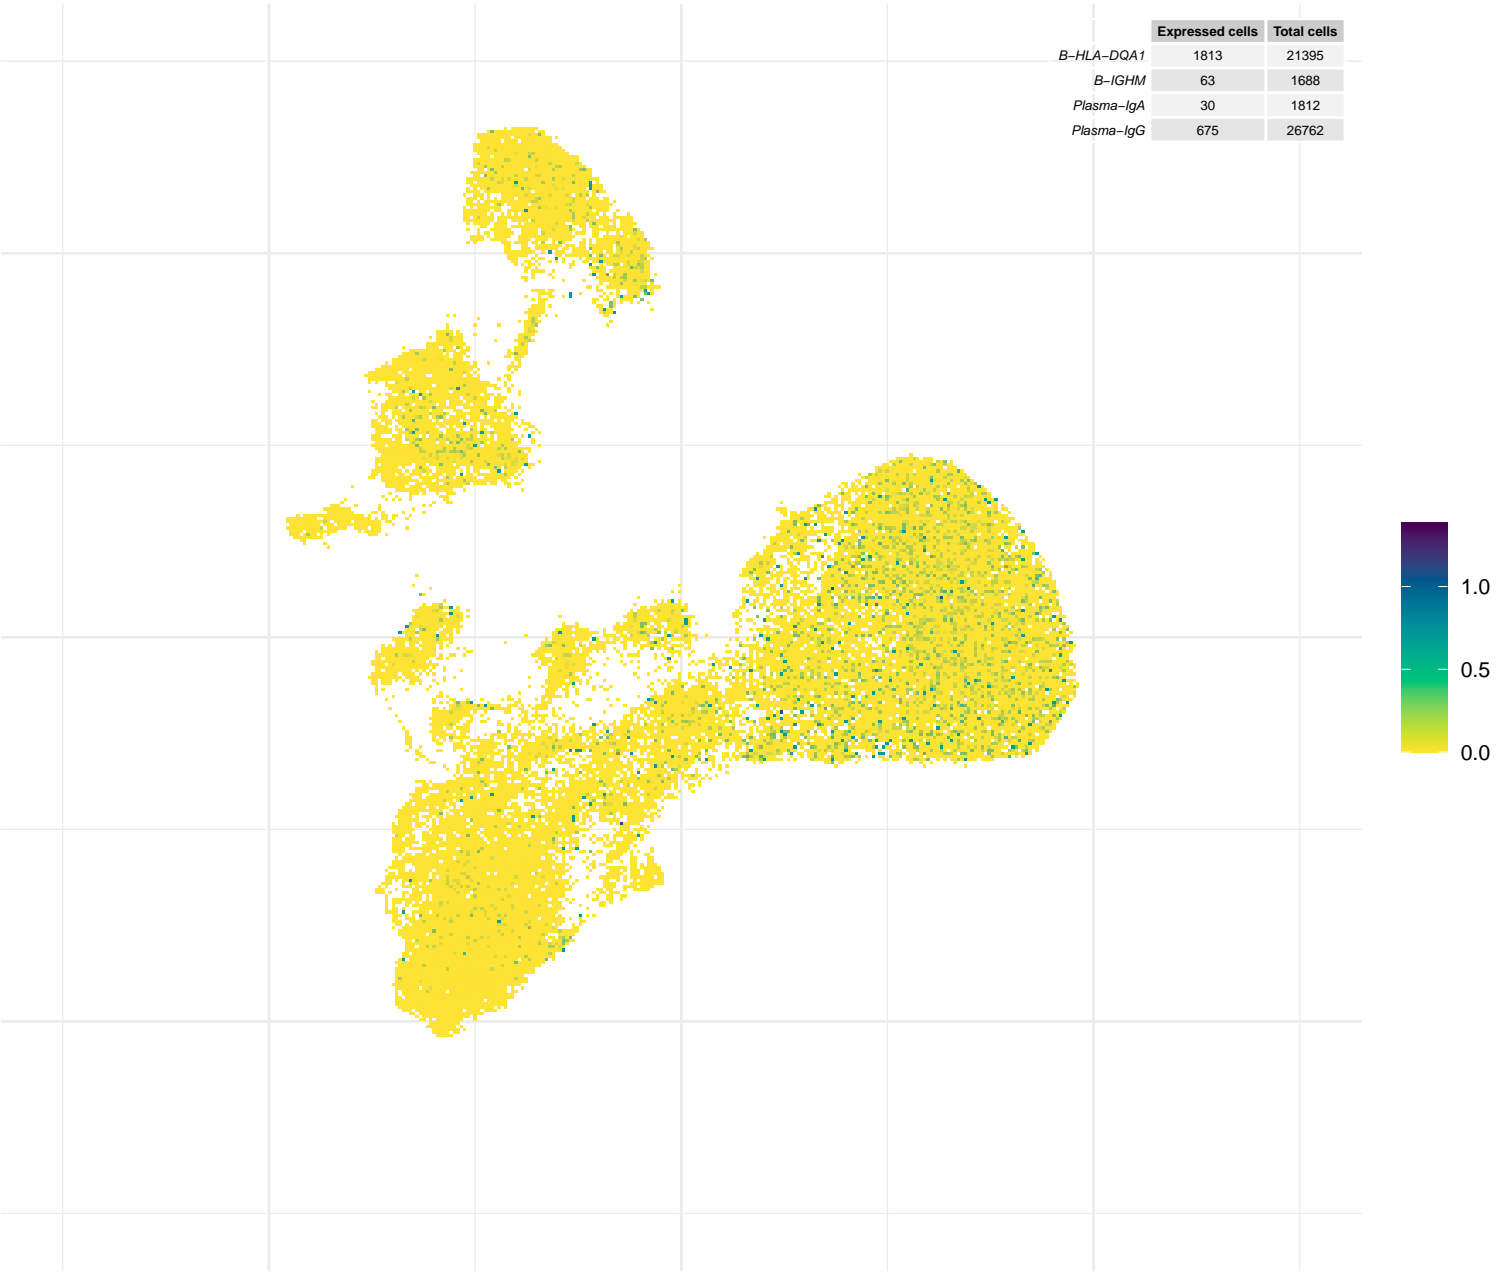 Expressed cells Total cells
B-HLA-DQA1 1813 21395
B-IGHM 63 1688
Plasma-IgA 30 1812
Plasma-IgG 675 26762
1.0
0.5
0.0